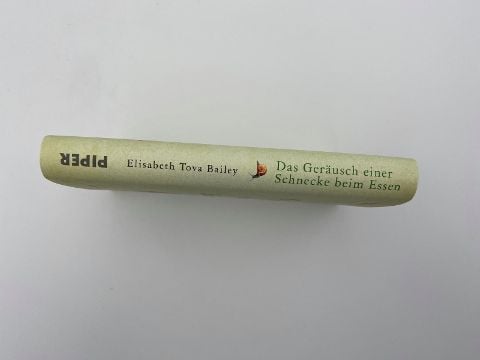 PIPER
Elisabeth Tova Bailey
Das Geräusch einer
Schnecke beim Essen